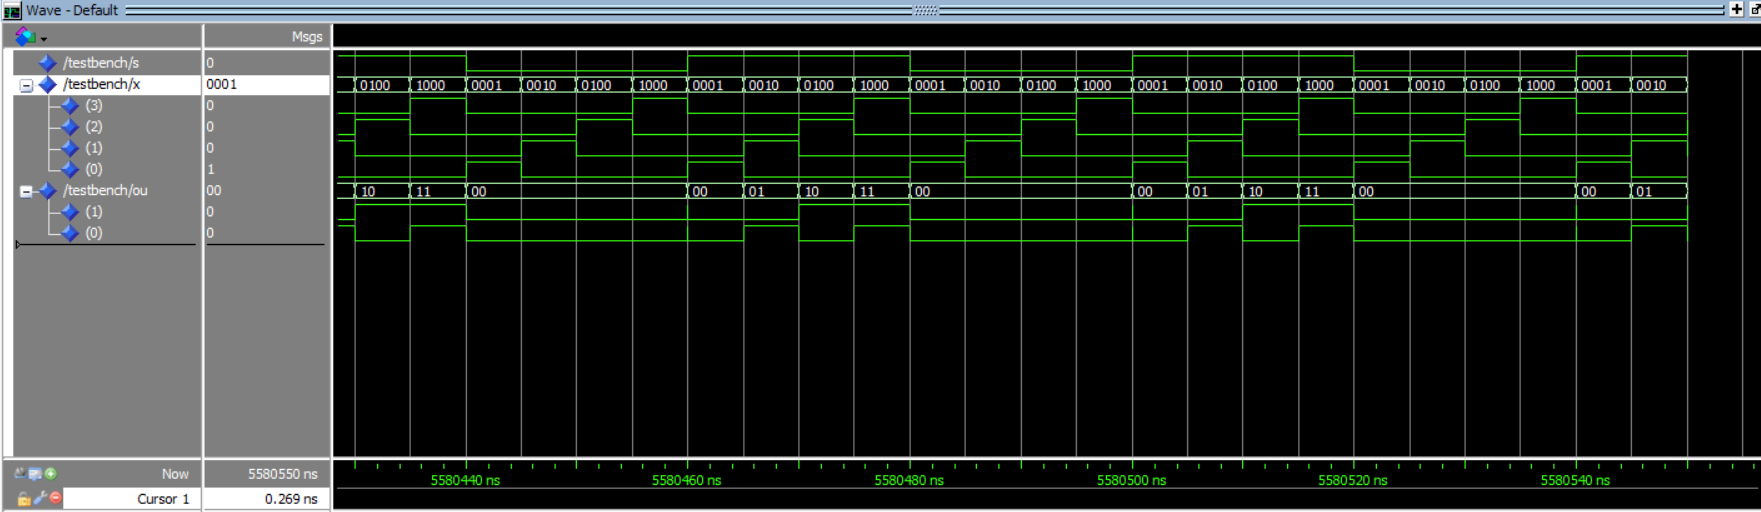 Wave - Default
Msgs
/testbench/s 0
/testbench/x 0001 0100 1000 0001 0010 0100 1000 0001 0010 0100 1000 0001 0010 0100 1000 0001 0010 0100 1000 0001 0010 0100 1000 0001 0010
(3) 0
(2) 0
(1) 0
(0) 1
/testbench/ou 00 10 11 00 00 01 10 11 00 00 01 10 11 00 00 01
(1) 0
(0) 0
Now 5580550 ns 5580440 ns 5580460 ns 5580480 ns 5580500 ns 5580520 ns 5580540 ns
Cursor 1 0.269 ns